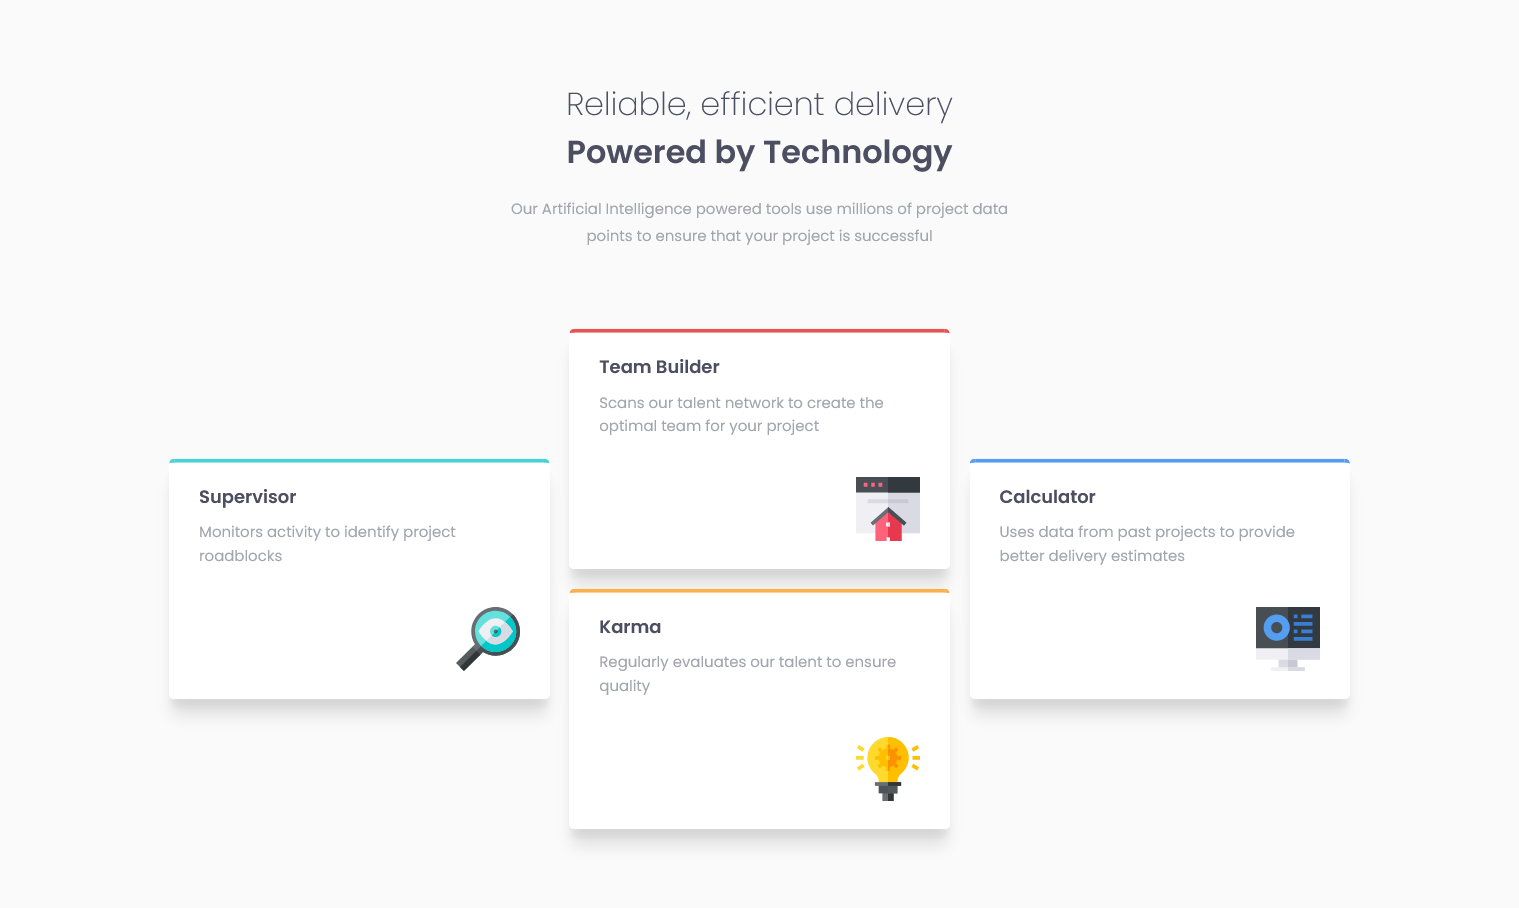 Reliable, efficient delivery
Powered by Technology
Our Artificial Intelligence powered tools use millions of project data
points to ensure that your project is successful
Supervisor
Monitors activity to identify project
roadblocks
Team Builder
Scans our talent network to create the
optimal team for your project
Karma
Regularly evaluates our talent to ensure
quality
Calculator
Uses data from past projects to provide
better delivery estimates